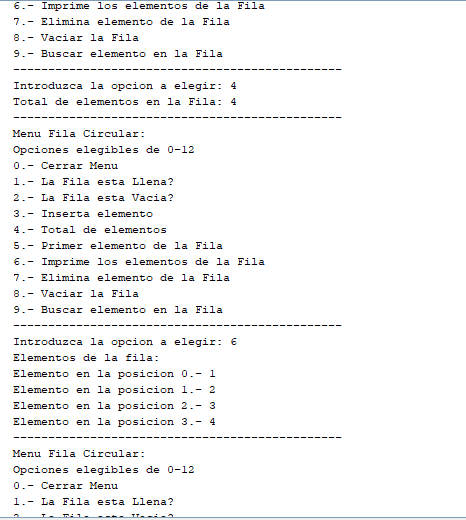 6.- Imprime los elementos de la Fila
7.- Elimina elemento de la Fila
8.- Vaciar la Fila
9.- Buscar elemento en la Fila
-----------------------------------------------
Introduzca la opcion a elegir: 4
Total de elementos en la Fila: 4
-----------------------------------------------
Menu Fila Circular:
Opciones elegibles de 0-12
0.- Cerrar Menu
1.- La Fila esta Llena?
2.- La Fila esta Vacia?
3.- Inserta elemento
4.- Total de elementos
5.- Primer elemento de la Fila
6.- Imprime los elementos de la Fila
7.- Elimina elemento de la Fila
8.- Vaciar la Fila
9.- Buscar elemento en la Fila
-----------------------------------------------
Introduzca la opcion a elegir: 6
Elementos de la fila:
Elemento en la posicion 0.- 1
Elemento en la posicion 1.- 2
Elemento en la posicion 2.- 3
Elemento en la posicion 3.- 4
-----------------------------------------------
Menu Fila Circular:
Opciones elegibles de 0-12
0.- Cerrar Menu
1.- La Fila esta Llena?
2.- La Fila esta Vacia?